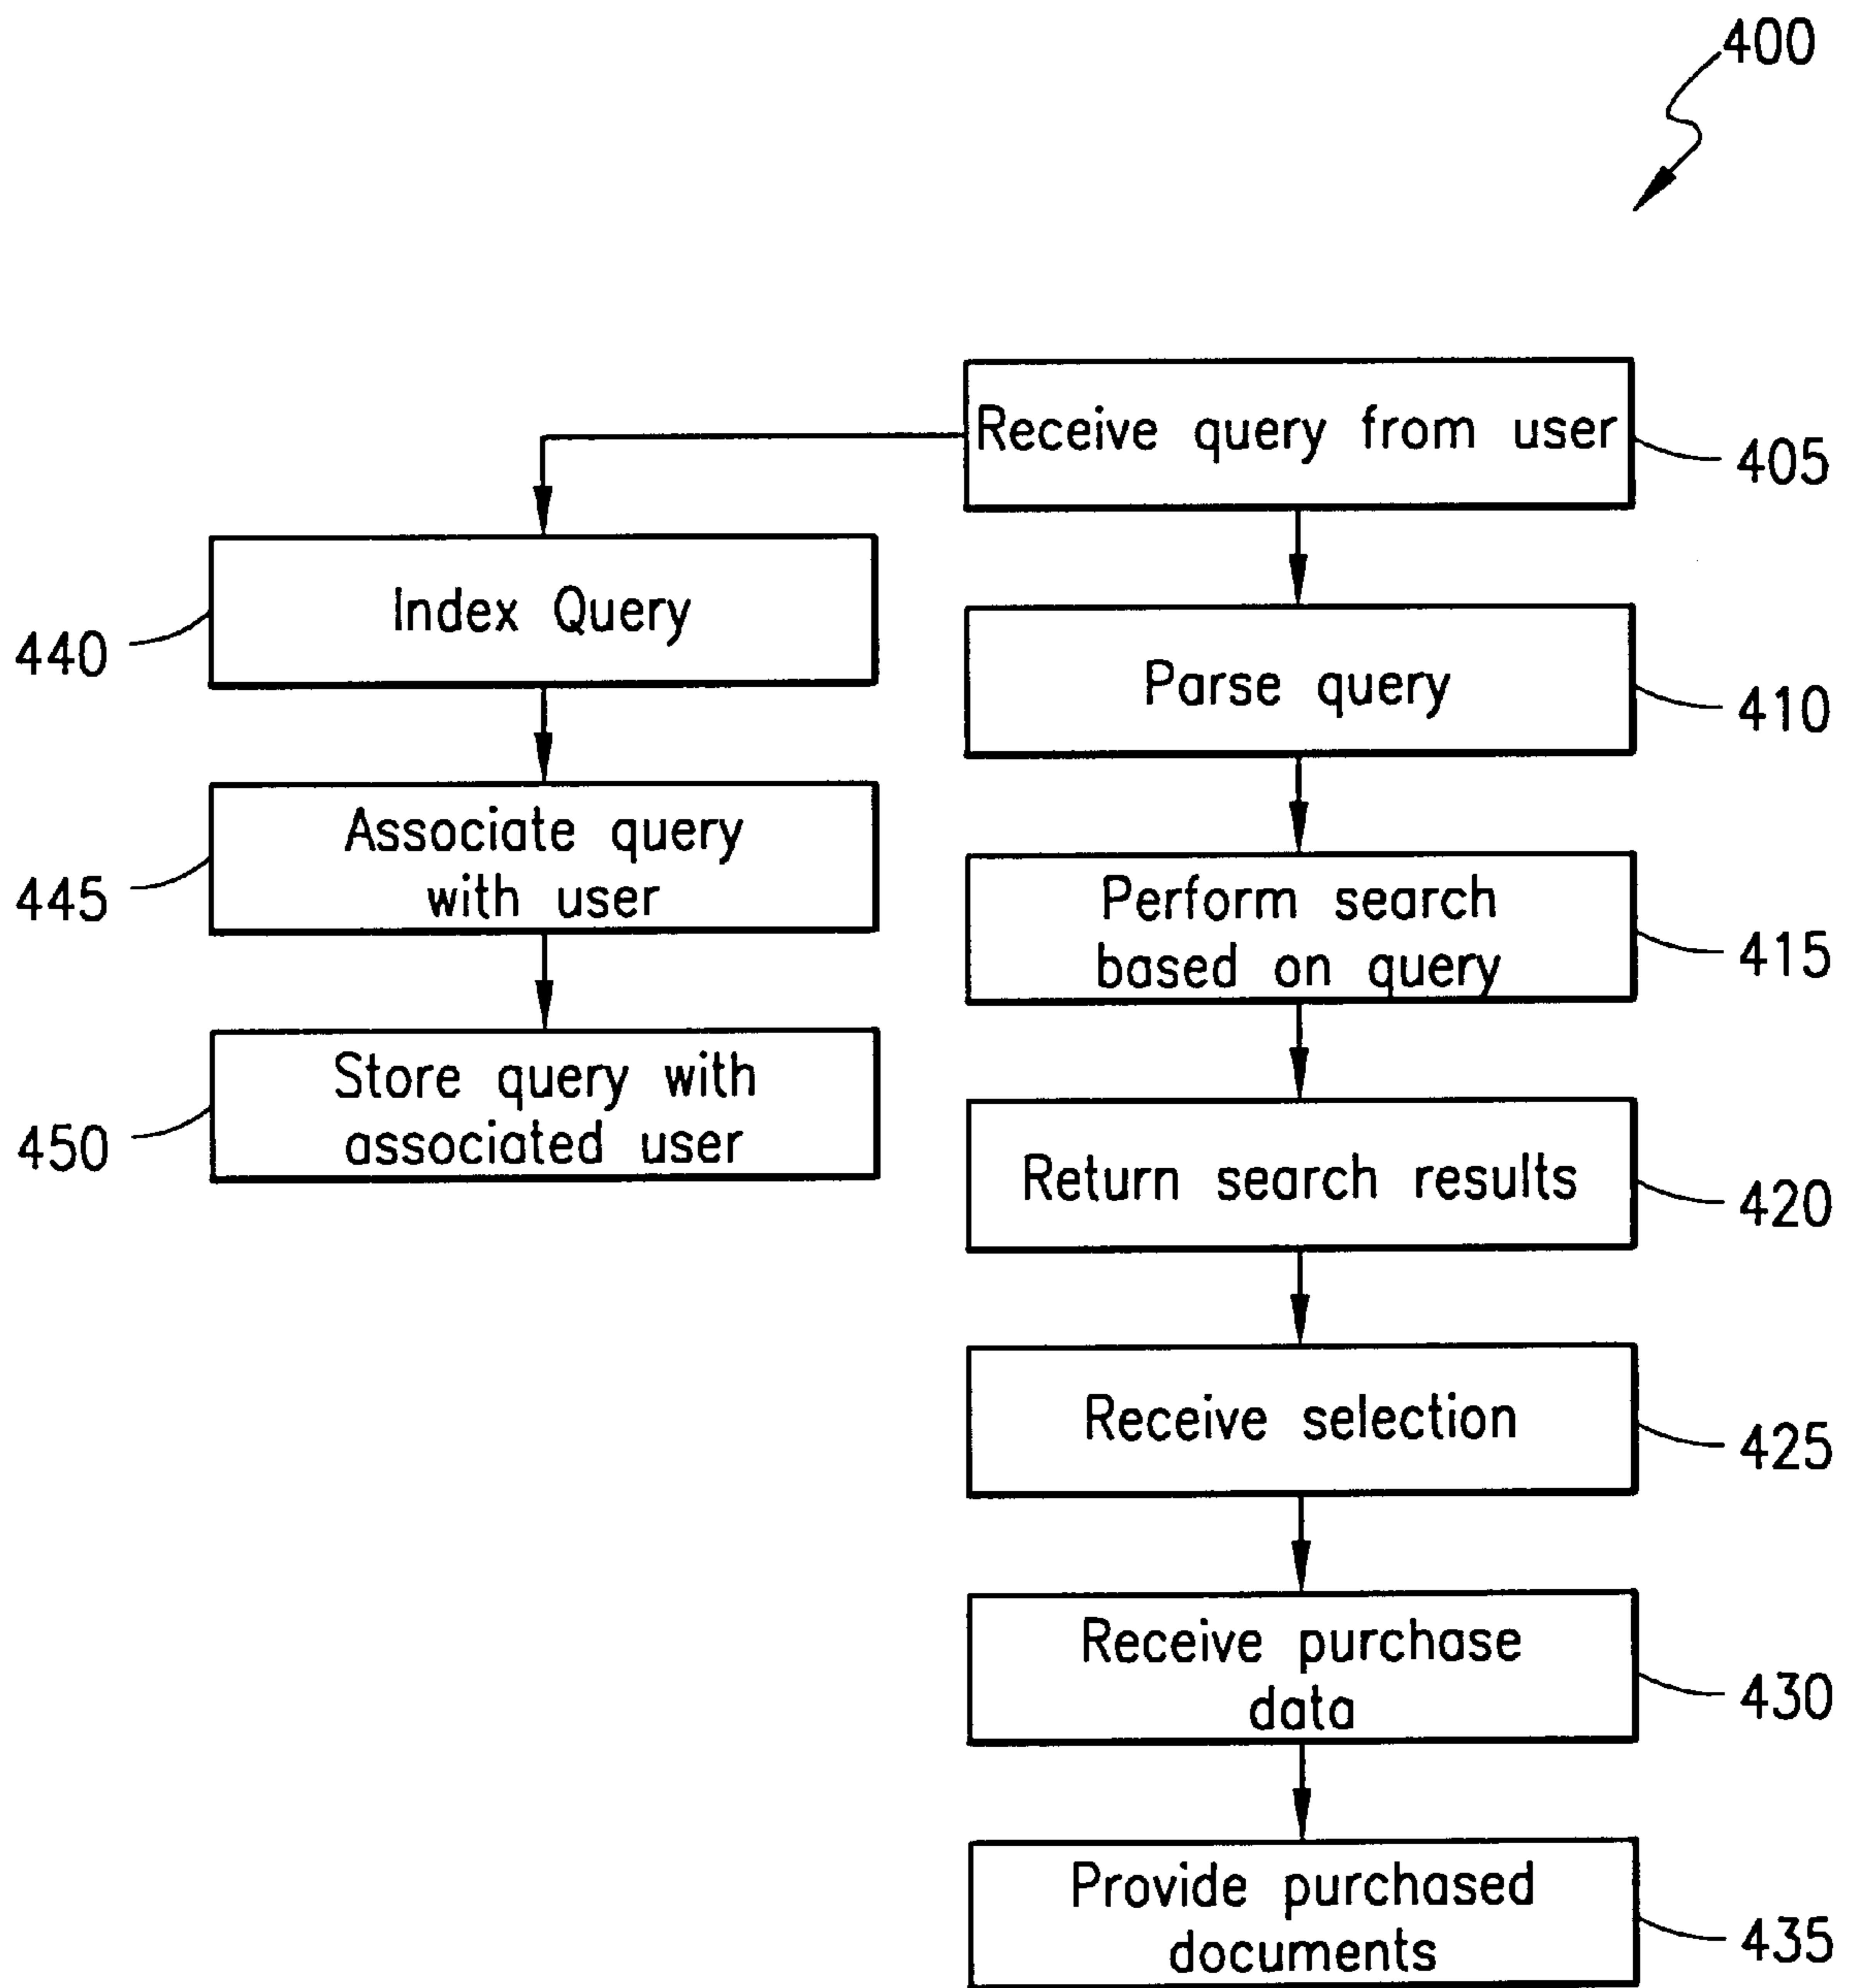 400
Receive query from user
405
Index Query
440
Parse query
410
Associate query
with user
445
Perform search
based on query
415
Store query with
associated user
450
Return search results
420
Receive selection
425
Receive purchase
data
430
Provide purchased
documents
435